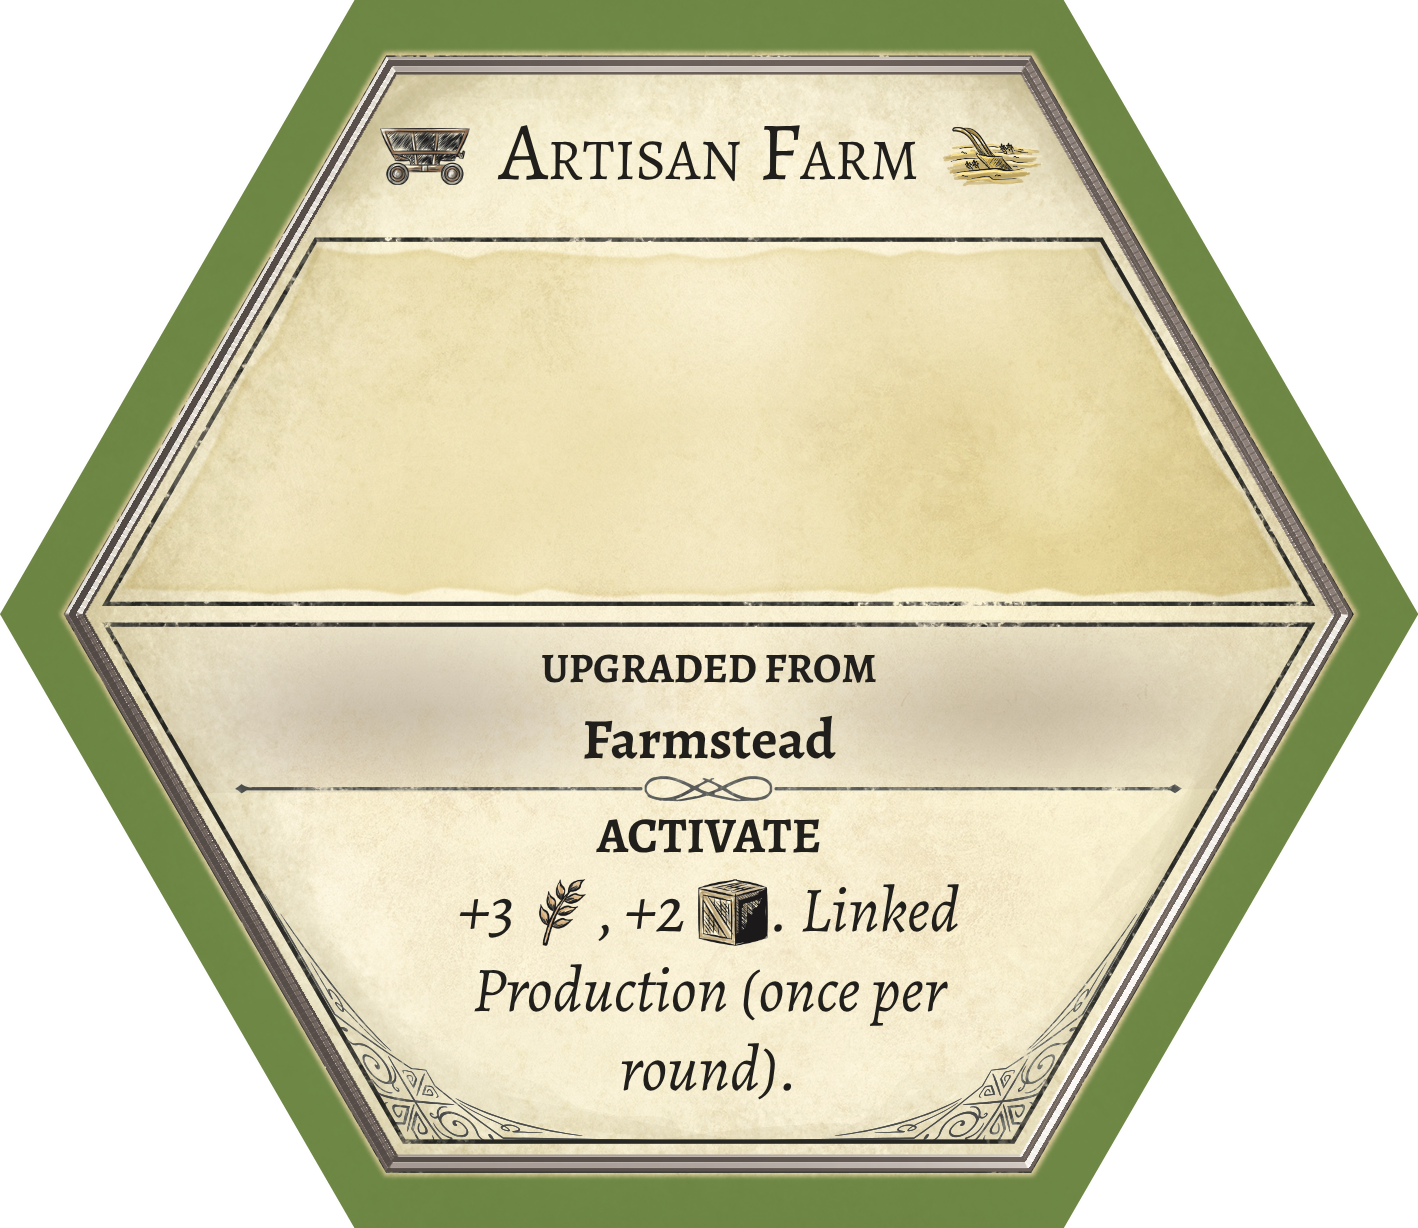 Artisan Farm
UPGRADED FROM
Farmstead
ACTIVATE
+3 , +2 . Linked
Production (once per
round).